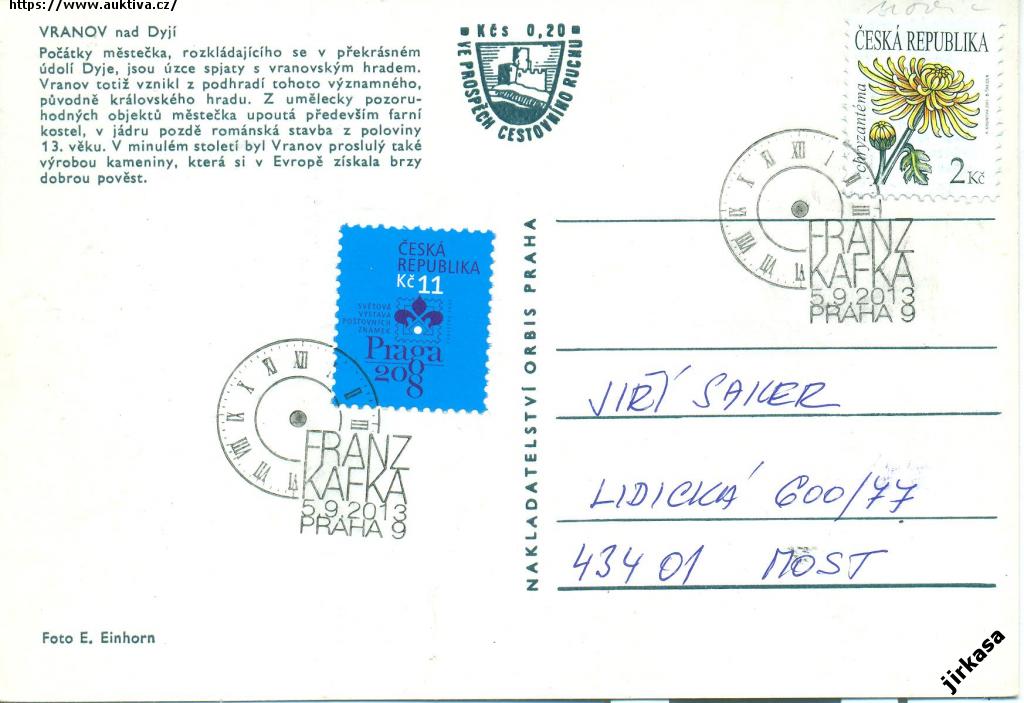 https://www.auktiva.cz/
VRANOV nad Dyjí
Počátky městečka, rozkládajícího se v překrásném
údolí Dyje, jsou úzce spjaty s vranovským hradem.
Vranov totiž vznikl z podhradí tohoto významného,
původně královského hradu. Z umělecky pozoru-
hodných objektů městečka upoutá především farní
kostel, v jádru pozdě románská stavba z poloviny
13. věku. V minulém století byl Vranov proslulý také
výrobou kameniny, která si v Evropě získala brzy
dobrou pověst.
Kčs 0,20
VE PROSPĚCH CESTOVNÍHO RUCHU
ČESKÁ REPUBLIKA
chryzantéma
2 Kč
FRANZ
KAFKA
5.9.2013
PRAHA 9
ČESKÁ
REPUBLIKA
Kč 11
SVĚTOVÁ
VÝSTAVA
POŠTOVNÍCH
ZNÁMEK
Praga
2008
FRANZ
KAFKA
5.9.2013
PRAHA 9
NAKLADATELSTVÍ ORBIS PRAHA
JIŘÍ SAKER
LIDICKÁ 600/77
434 01 MOST
Foto E. Einhorn
jirkasa